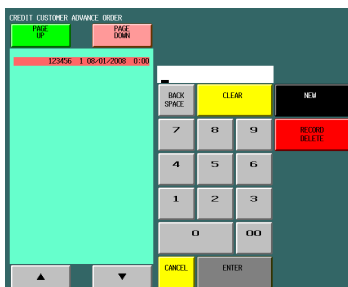 CREDIT CUSTOMER ADVANCE ORDER
PAGE
UP
PAGE
DOWN
123456 1 08/01/2008 0:00
BACK
SPACE
CLEAR
NEW
7
8
9
RECORD
DELETE
4
5
6
1
2
3
0
00
CANCEL
ENTER